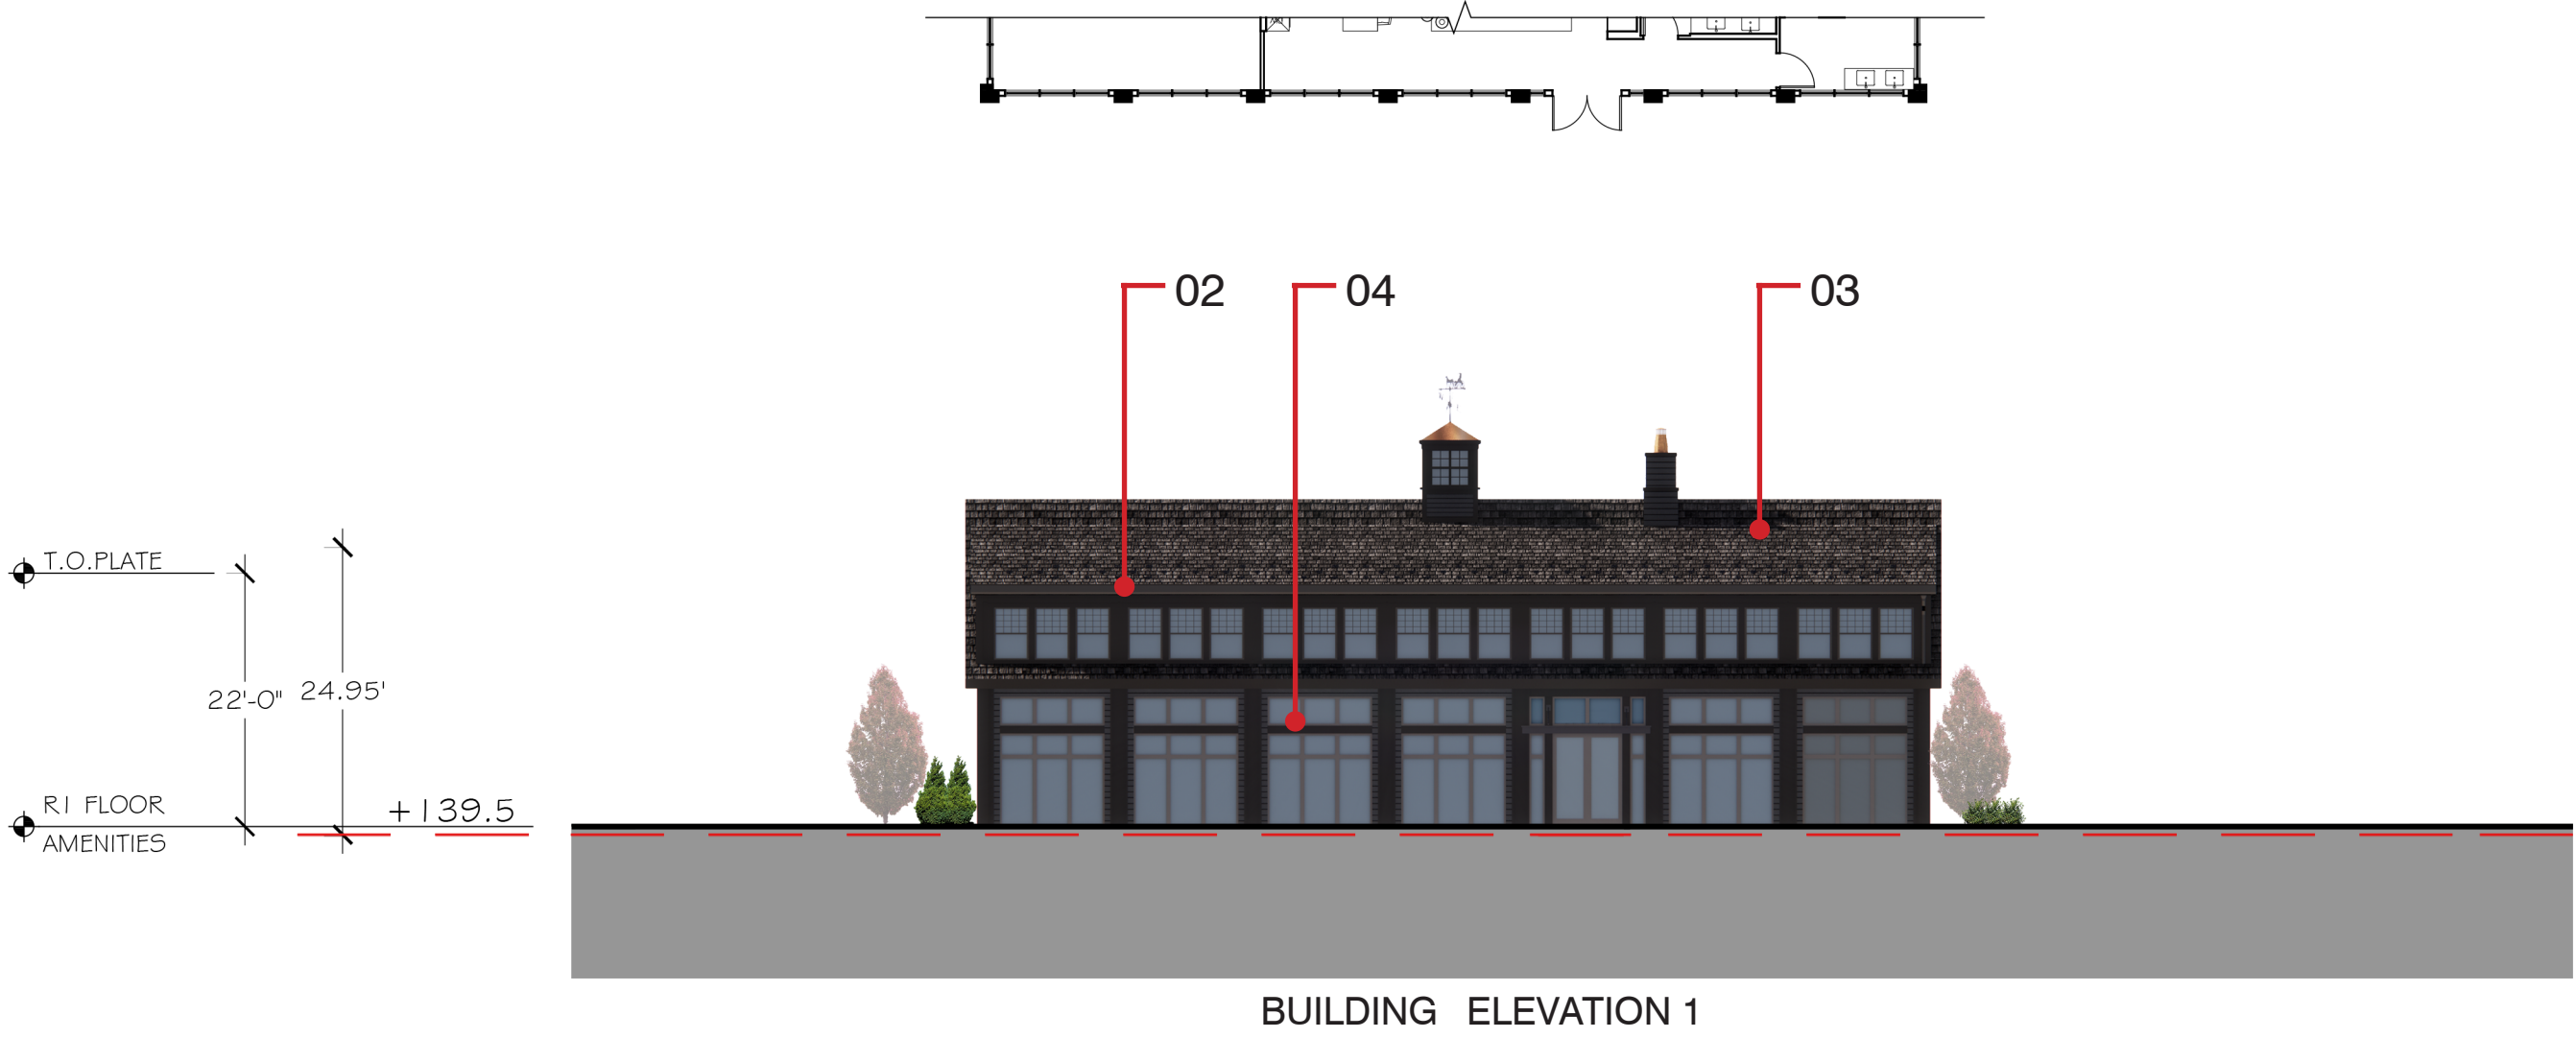 02
04
03
T.O.PLATE
22'-0"
24.95'
R1 FLOOR
AMENITIES
+139.5
BUILDING ELEVATION 1